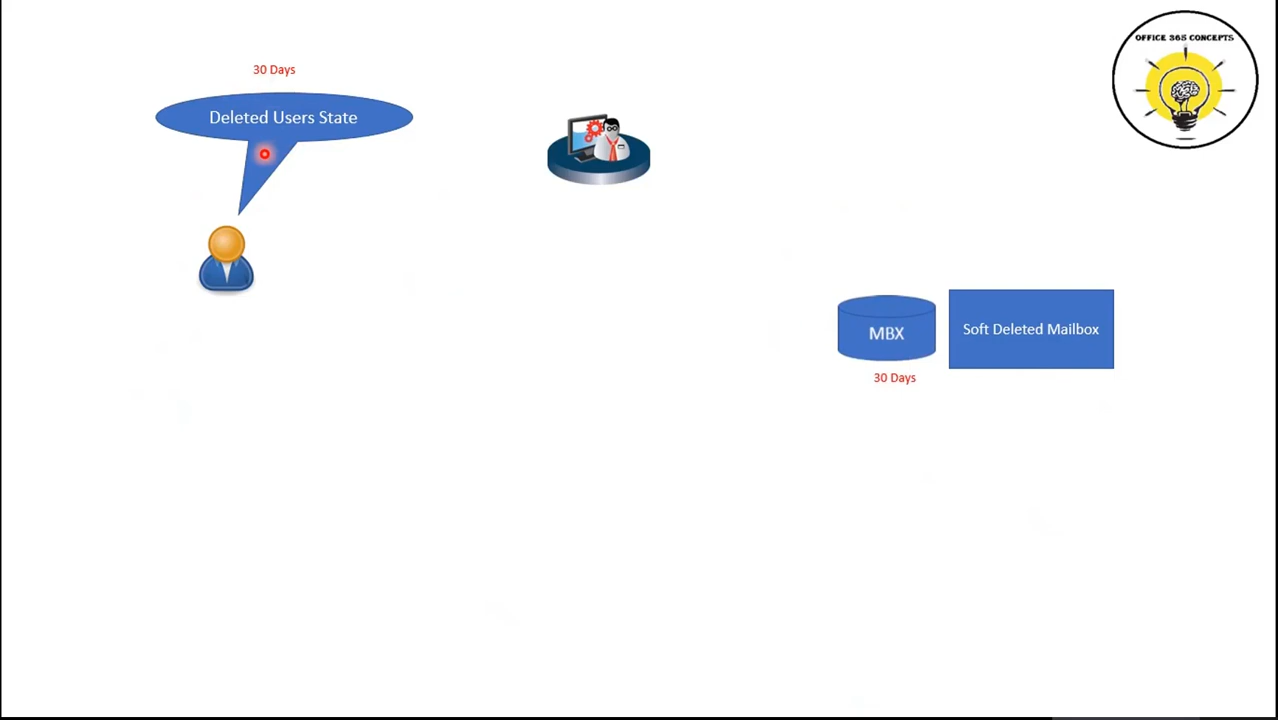 OFFICE 365 CONCEPTS
30 Days
Deleted Users State
MBX
Soft Deleted Mailbox
30 Days